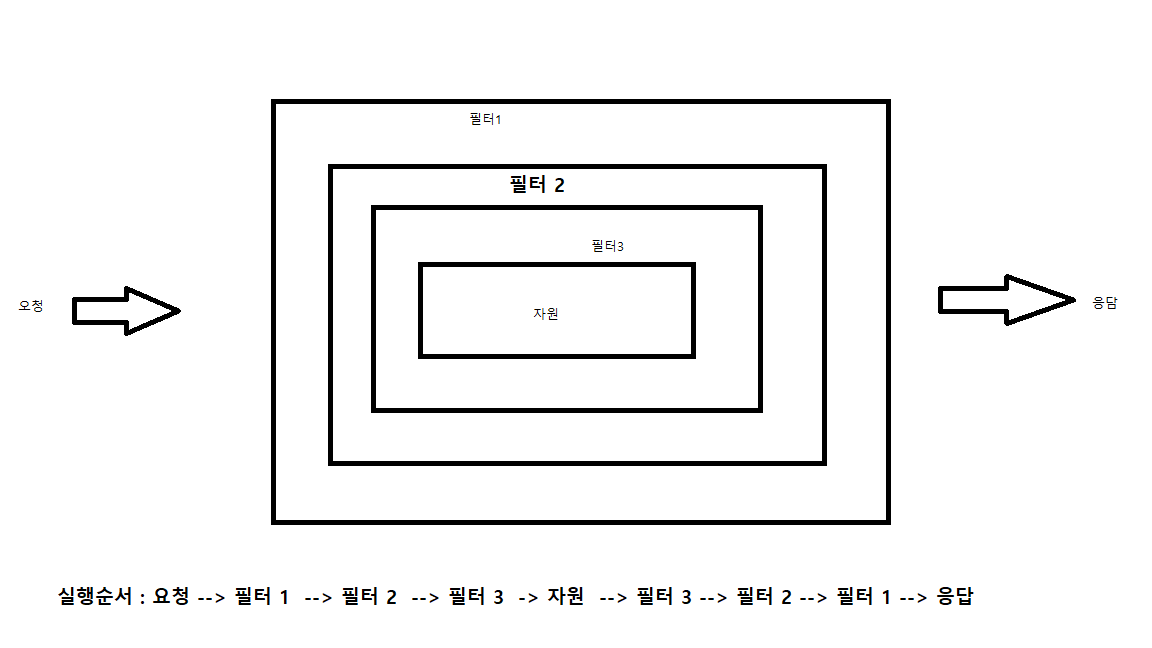 필터1
필터 2
필터3
요청
자원
응담
실행순서 : 요청 --> 필터 1 --> 필터 2 --> 필터 3 -> 자원 --> 필터 3 --> 필터 2 --> 필터 1 --> 응답